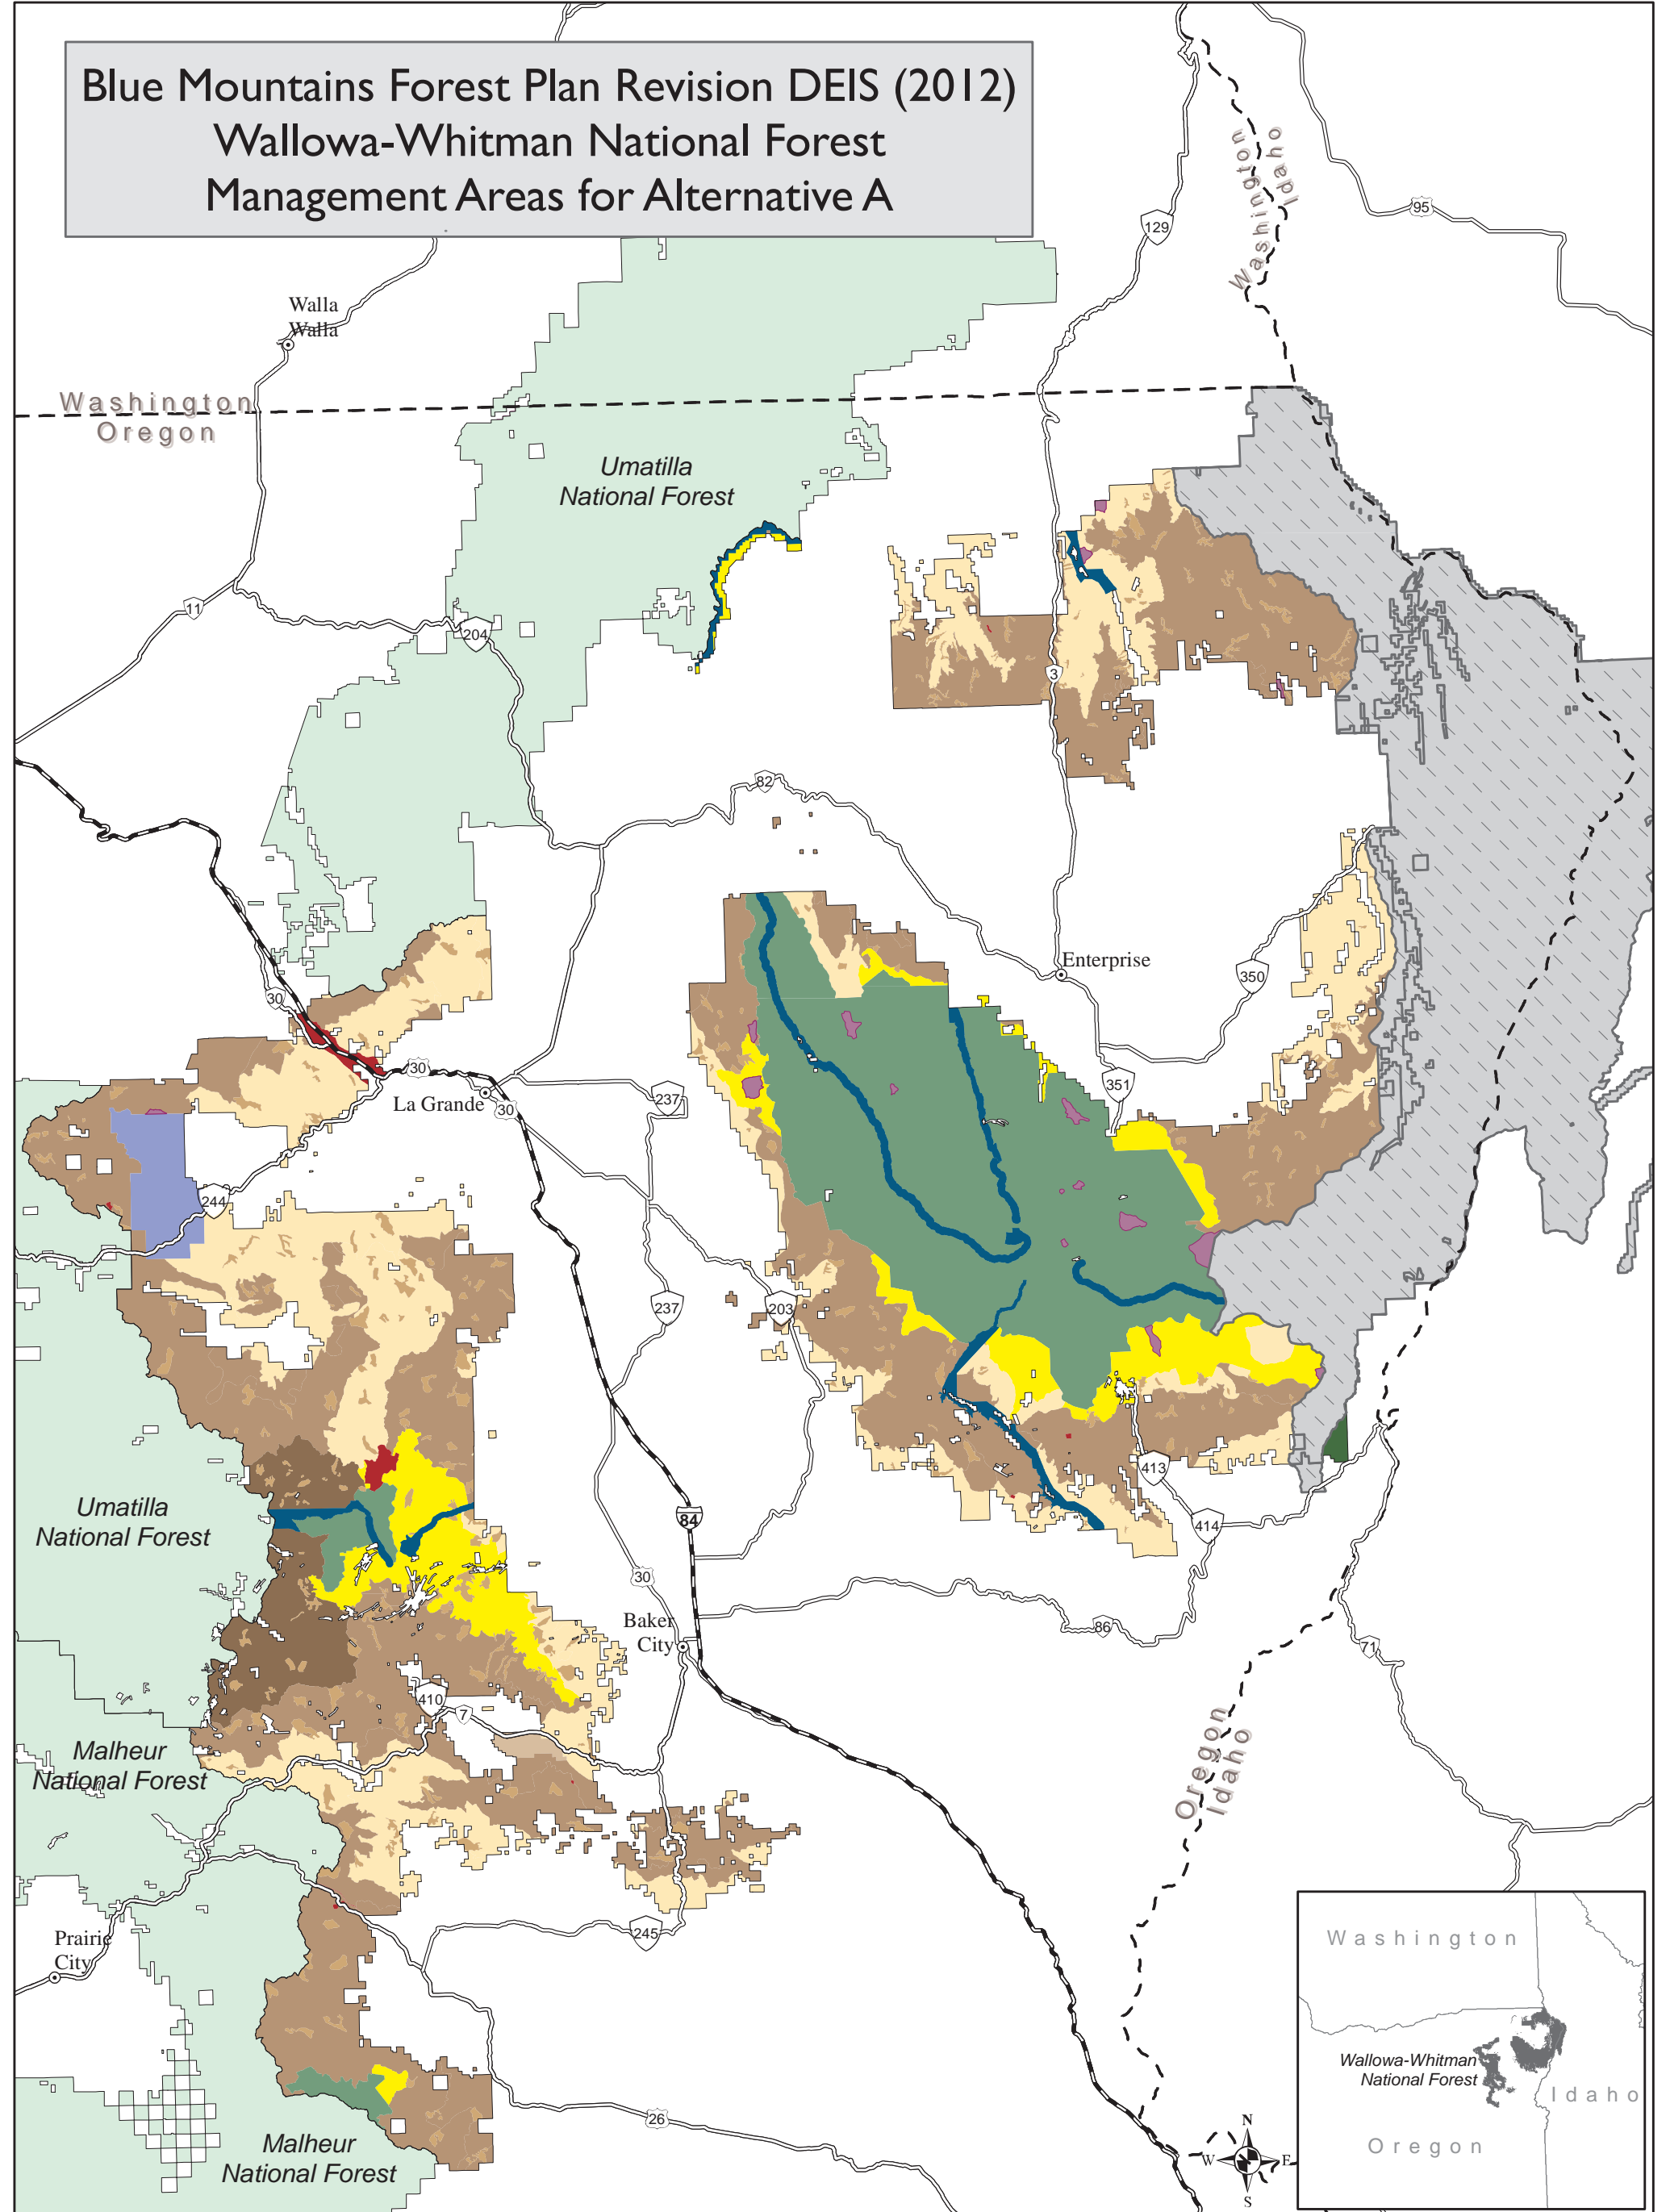 Blue Mountains Forest Plan Revision DEIS (2012)
Wallowa-Whitman National Forest
Management Areas for Alternative A
Washington
Idaho
95
129
Walla
Walla
Washington
Oregon
Umatilla
National Forest
11
204
3
82
Enterprise
350
30
30
La Grande
30
237
351
244
237
203
413
414
Umatilla
National Forest
84
30
Baker
City
86
71
410
7
Oregon
Idaho
Malheur
National Forest
Prairie
City
245
26
Malheur
National Forest
N
W
E
S
Washington
Wallowa-Whitman
National Forest
Idaho
Oregon